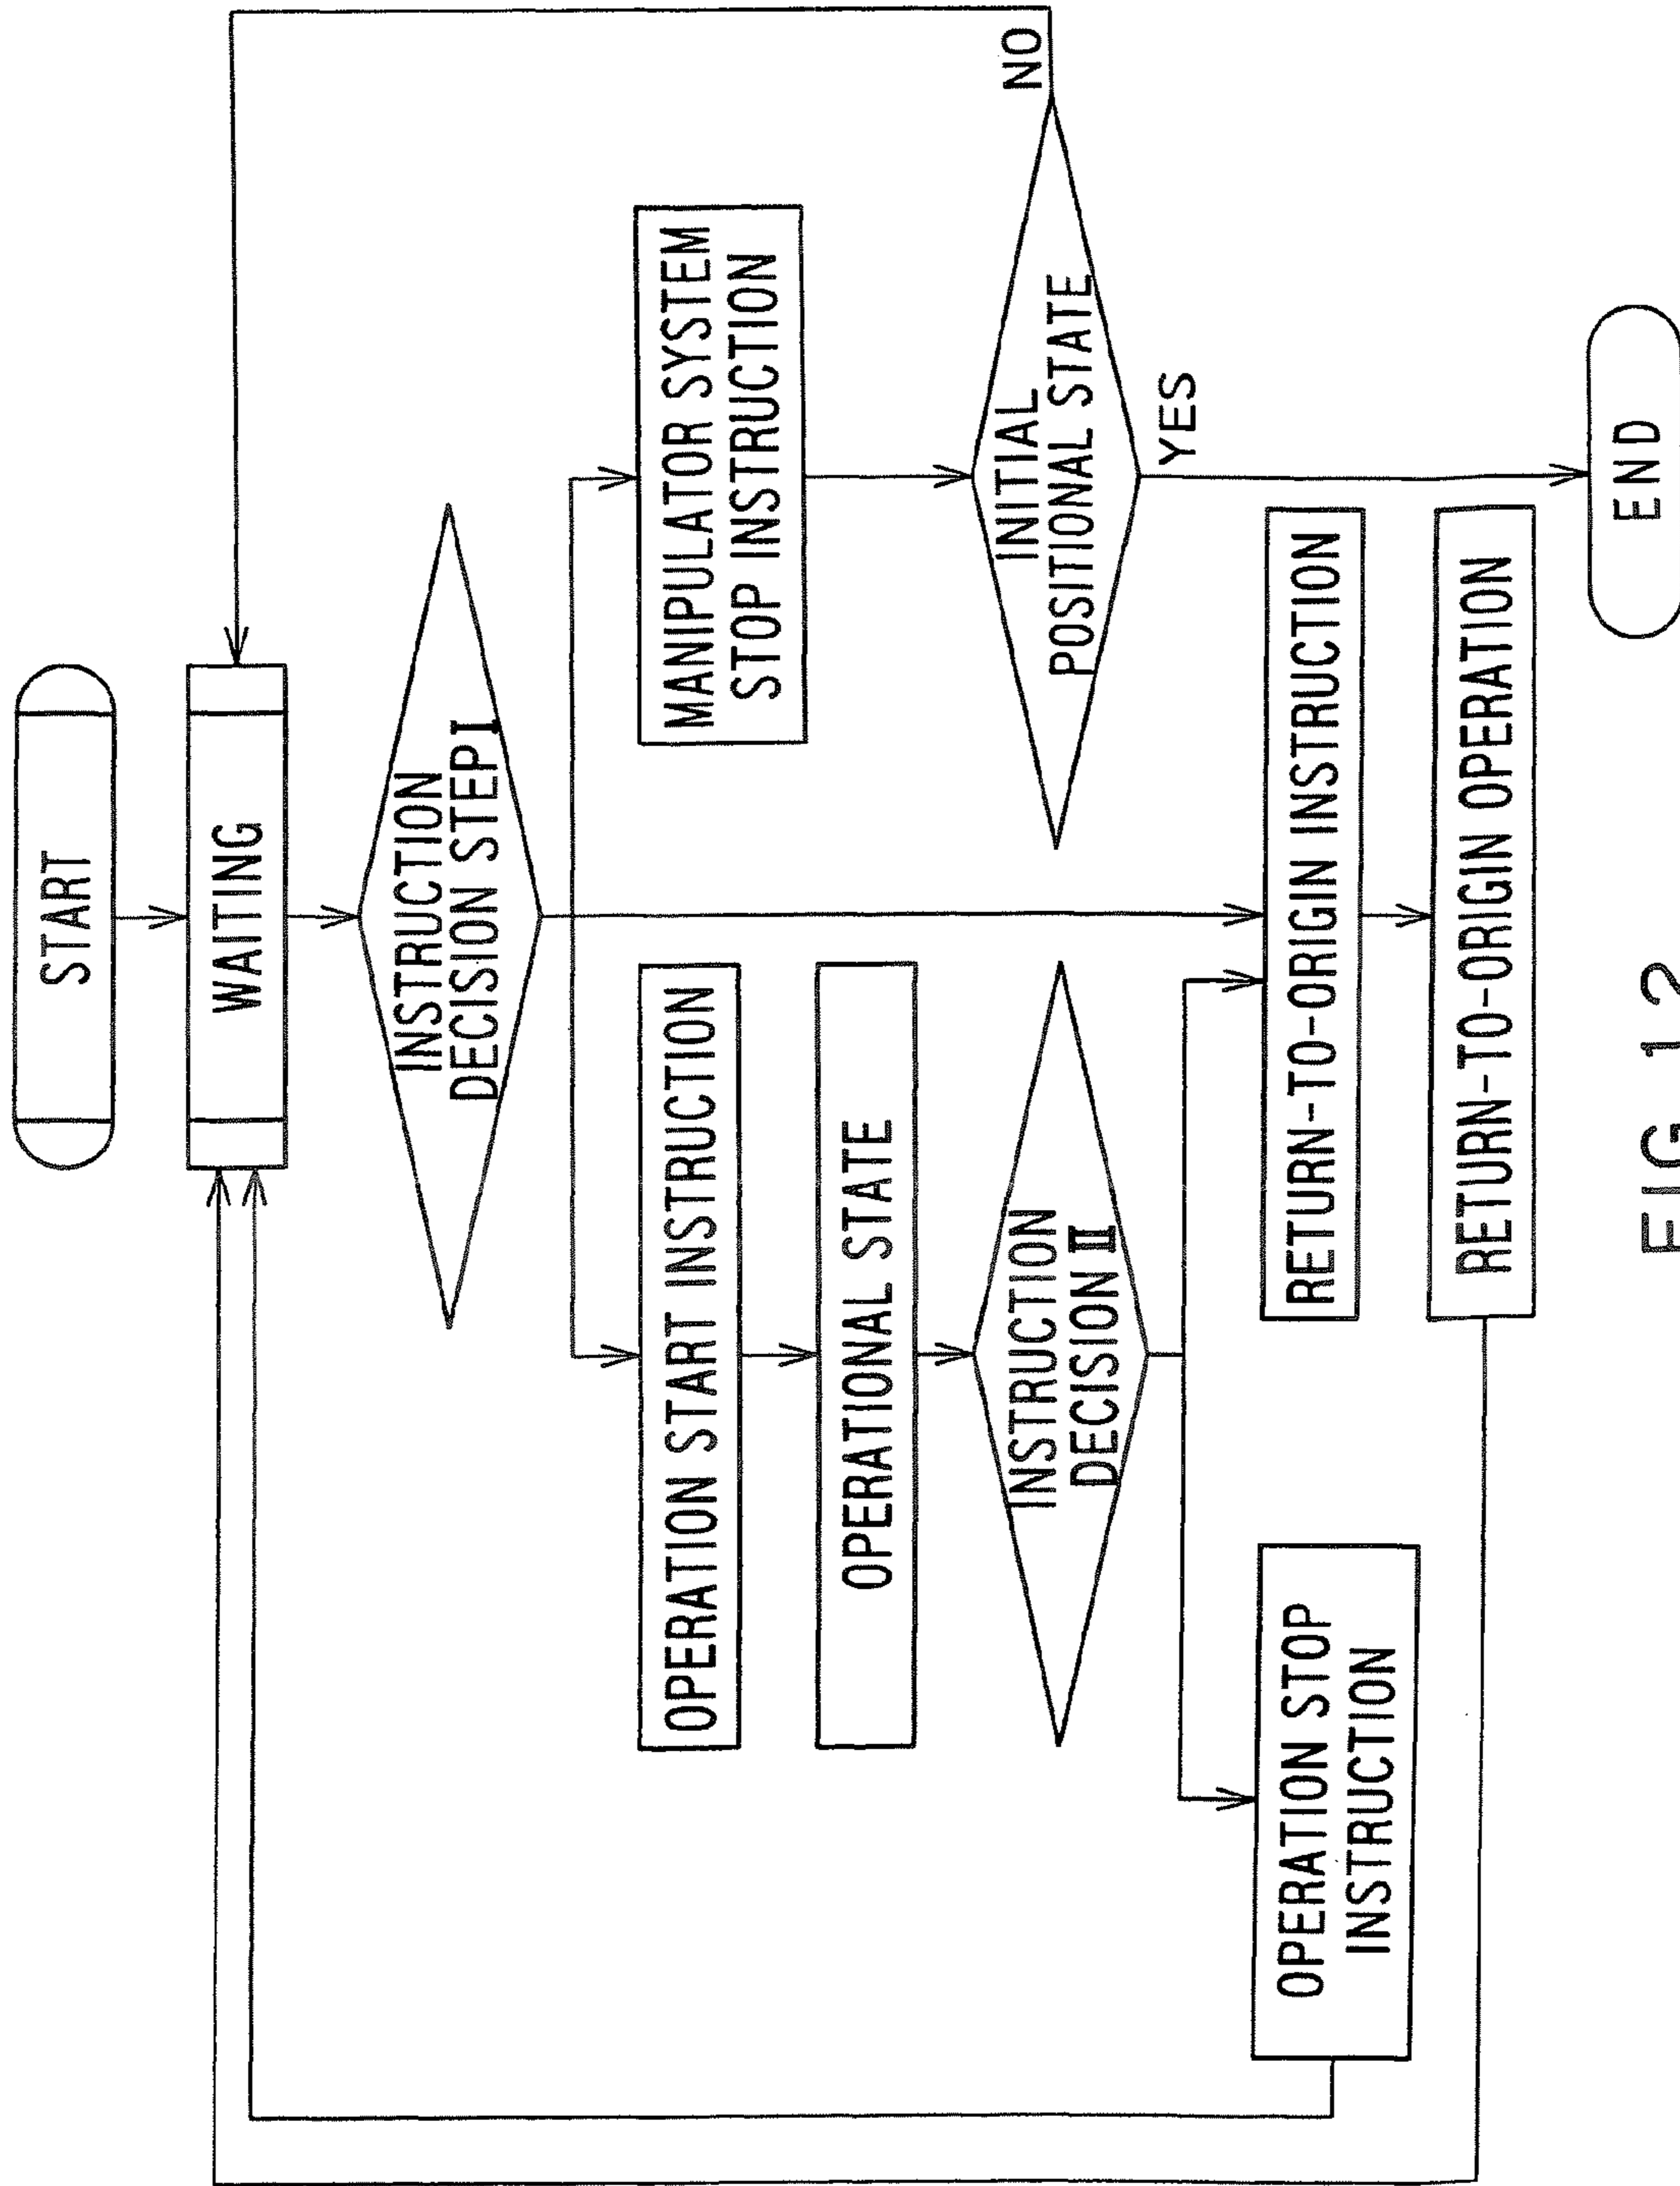 START
WAITING
INSTRUCTION
DECISION STEP I
OPERATION START INSTRUCTION
OPERATIONAL STATE
INSTRUCTION
DECISION II
OPERATION STOP
INSTRUCTION
MANIPULATOR SYSTEM
STOP INSTRUCTION
INITIAL
POSITIONAL STATE
NO
YES
RETURN-TO-ORIGIN INSTRUCTION
RETURN-TO-ORIGIN OPERATION
END
FIG. 12